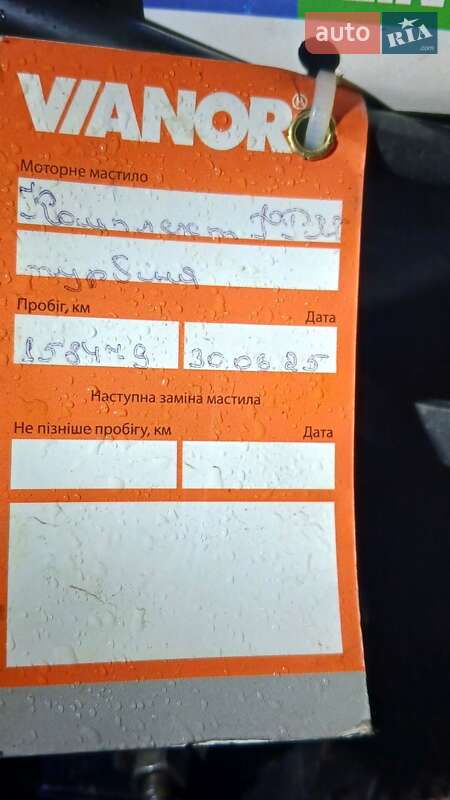 auto RIA .com
VIANOR®
Моторне мастило
Комплект ГРМ
турбіна
Пробіг, км
Дата
158479
30.06.25
Наступна заміна мастила
Не пізніше пробігу, км
Дата